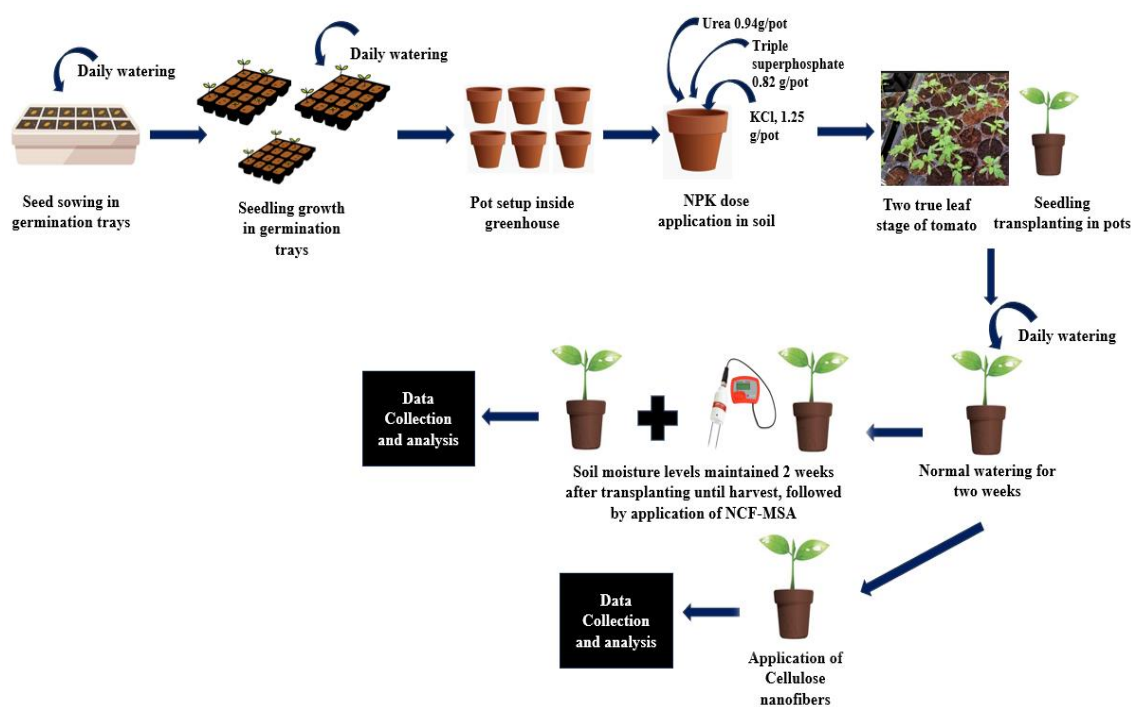 Daily watering
Seed sowing in
germination trays
Daily watering
Seedling growth
in germination
trays
Pot setup inside
greenhouse
Urea 0.94g/pot
Triple
superphosphate
0.82 g/pot
KCl, 1.25
g/pot
NPK dose
application in soil
Two true leaf
stage of tomato
Seedling
transplanting in pots
Daily watering
Normal watering for
two weeks
Soil moisture levels maintained 2 weeks
after transplanting until harvest, followed
by application of NCF-MSA
Data
Collection
and analysis
Application of
Cellulose
nanofibers
Data
Collection
and analysis